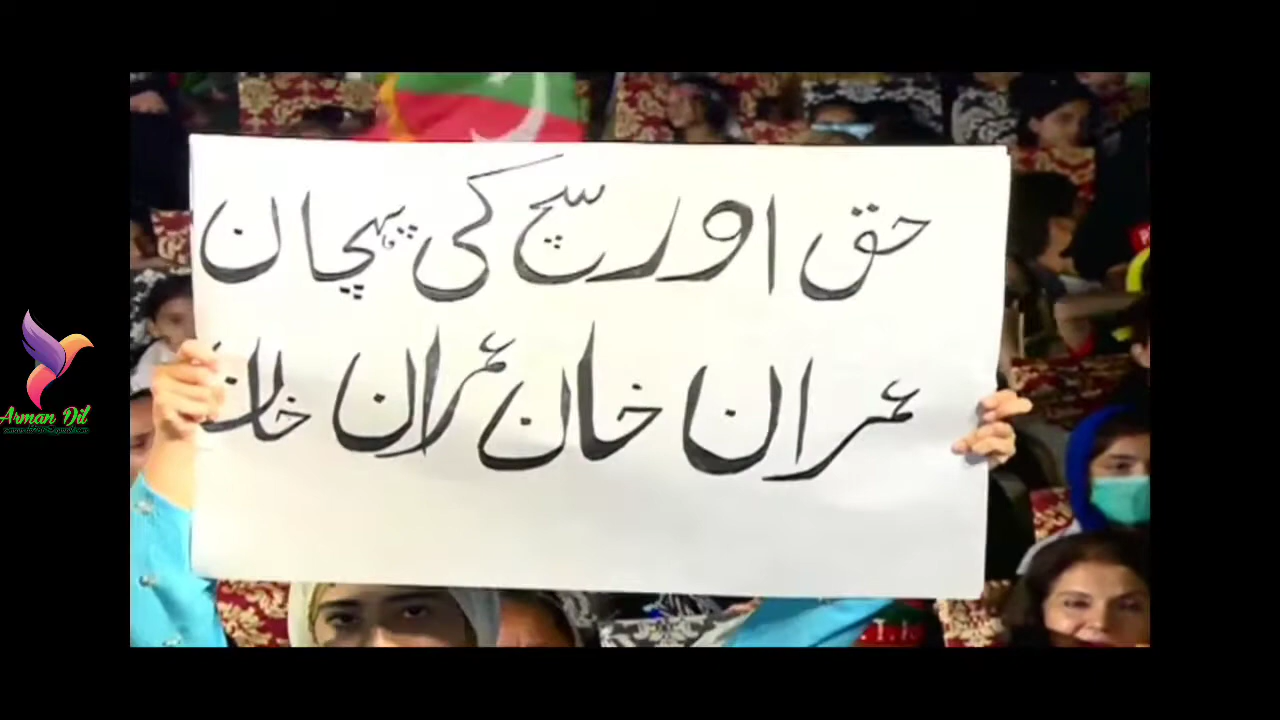 حق اور سچ کی پہچان
عمران خان عمران خان
Arman Dil